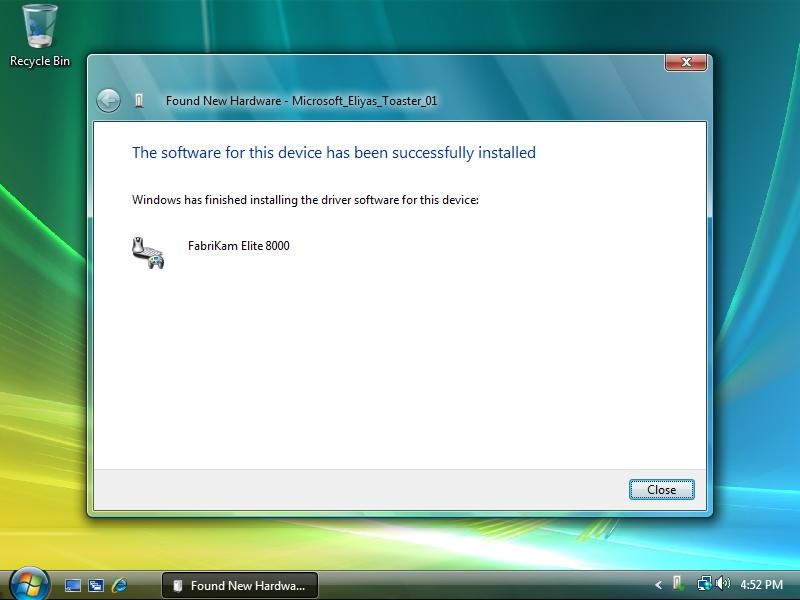 Recycle Bin
Found New Hardware - Microsoft_Eliyas_Toaster_01
The software for this device has been successfully installed
Windows has finished installing the driver software for this device:
FabriKam Elite 8000
Close
Found New Hardwa...
4:52 PM